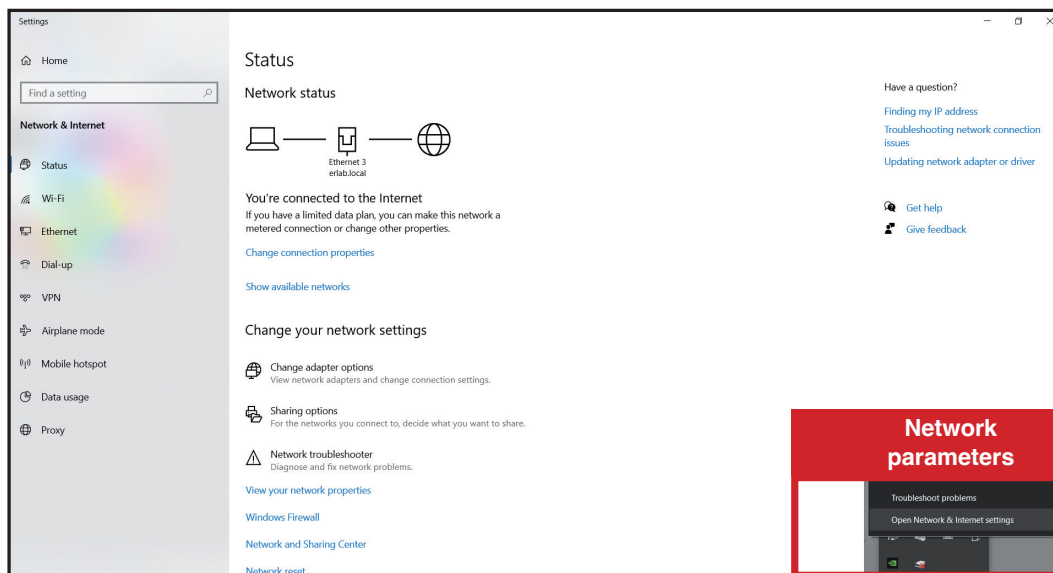 Settings
Home
Find a setting
Network & Internet
Status
Wi-Fi
Ethernet
Dial-up
VPN
Airplane mode
Mobile hotspot
Data usage
Proxy
Status
Network status
Ethernet 3
erlab.local
You're connected to the Internet
If you have a limited data plan, you can make this network a
metered connection or change other properties.
Change connection properties
Show available networks
Change your network settings
Change adapter options
View network adapters and change connection settings.
Sharing options
For the networks you connect to, decide what you want to share.
Network troubleshooter
Diagnose and fix network problems.
View your network properties
Windows Firewall
Network and Sharing Center
Network reset
Have a question?
Finding my IP address
Troubleshooting network connection
issues
Updating network adapter or driver
Get help
Give feedback
Network
parameters
Troubleshoot problems
Open Network & Internet settings